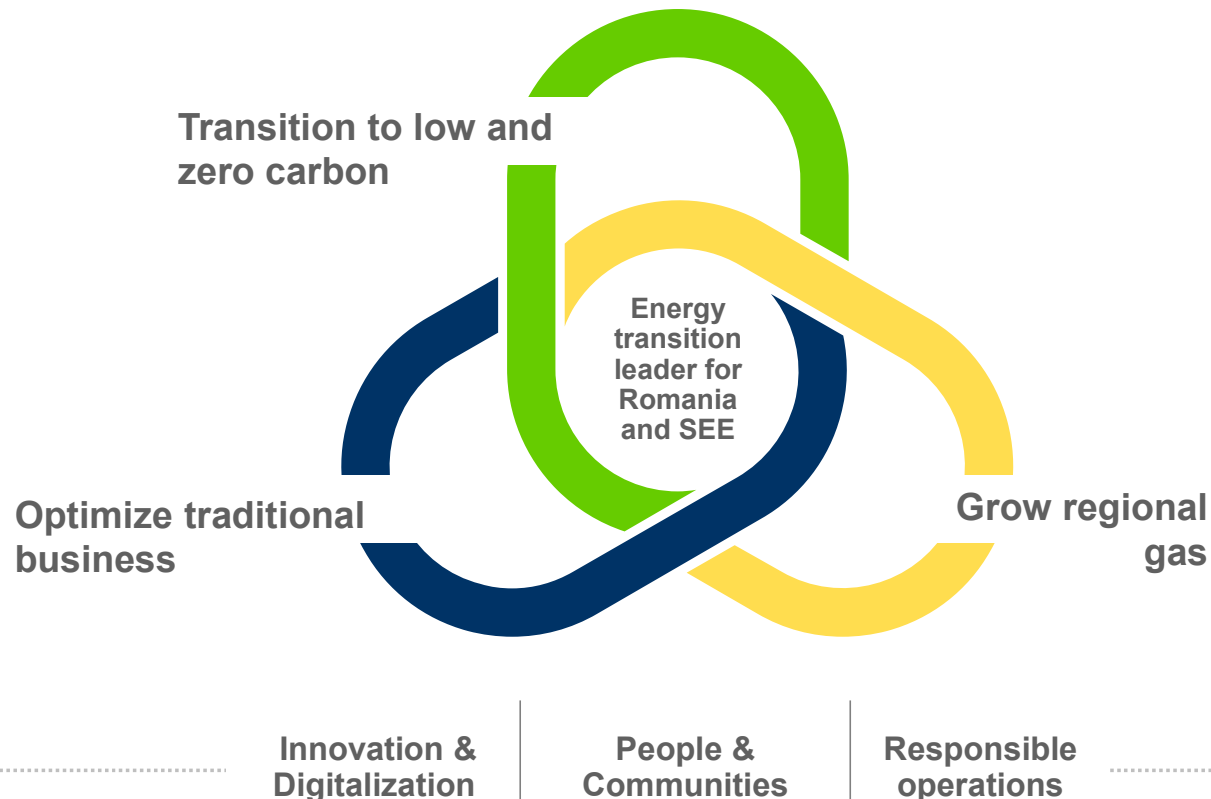 Transition to low and
zero carbon
Energy
transition
leader for
Romania
and SEE
Optimize traditional
business
Grow regional
gas
Innovation &
Digitalization
People &
Communities
Responsible
operations